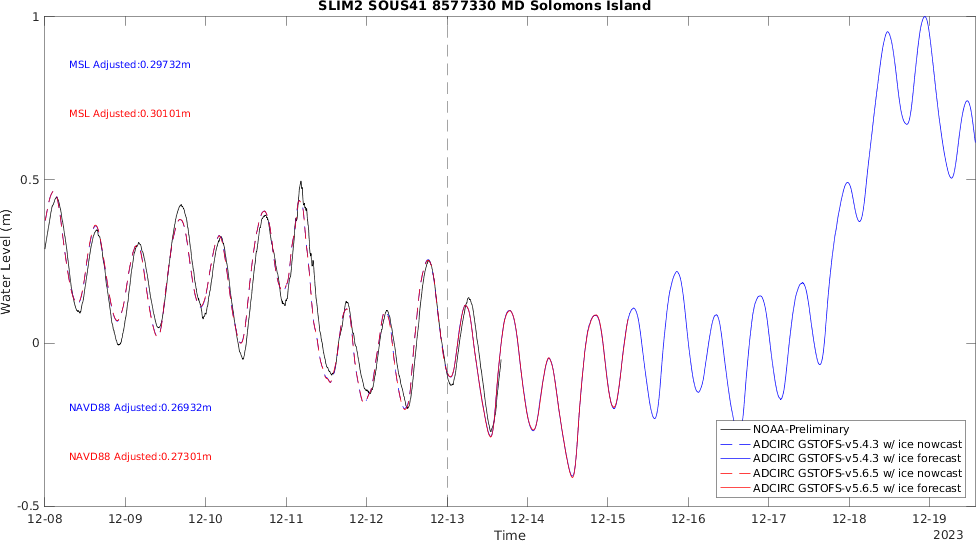 SLIM2 SOUS41 8577330 MD Solomons Island
1
MSL Adjusted:0.29732m
MSL Adjusted:0.30101m
0.5
Water Level (m)
0
NAVD88 Adjusted:0.26932m
NAVD88 Adjusted:0.27301m
NOAA-Preliminary
ADCIRC GSTOFS-v5.4.3 w/ ice nowcast
ADCIRC GSTOFS-v5.4.3 w/ ice forecast
ADCIRC GSTOFS-v5.6.5 w/ ice nowcast
ADCIRC GSTOFS-v5.6.5 w/ ice forecast
-0.5
12-08 12-09 12-10 12-11 12-12 12-13 12-14 12-15 12-16 12-17 12-18 12-19
Time
2023